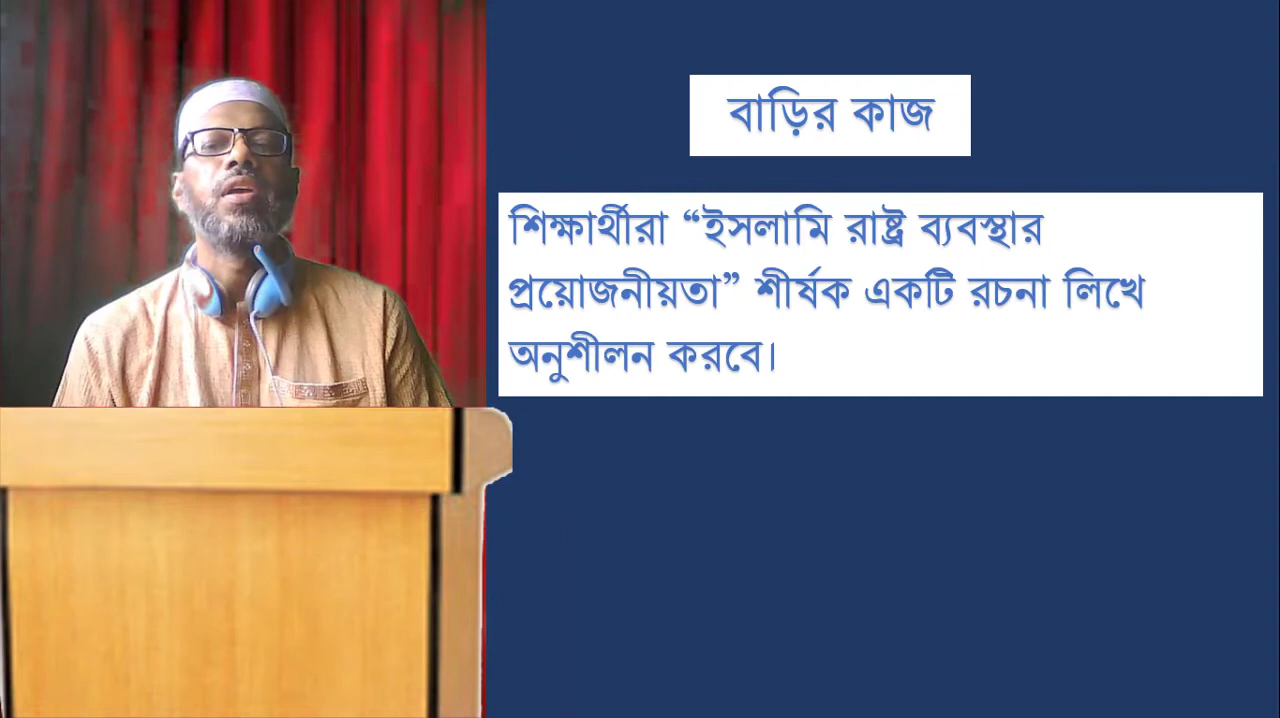 বাড়ির কাজ
শিক্ষার্থীরা “ইসলামি রাষ্ট্র ব্যবস্থার
প্রয়োজনীয়তা” শীর্ষক একটি রচনা লিখে
অনুশীলন করবে।